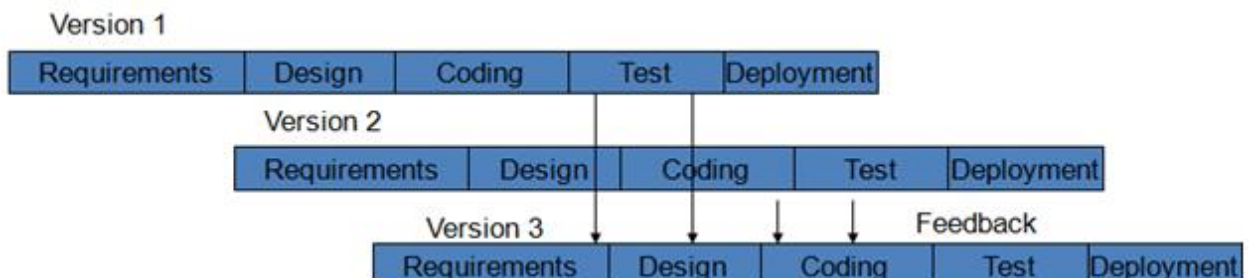 Version 1
Requirements Design Coding Test Deployment
Version 2
Requirements Design Coding Test Deployment
Version 3 Feedback
Requirements Design Coding Test Deployment